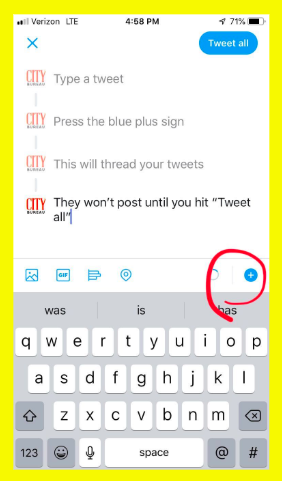 Verizon LTE 4:58 PM 71%
Tweet all
CITY BUREAU Type a tweet
CITY BUREAU Press the blue plus sign
CITY BUREAU This will thread your tweets
CITY BUREAU They won't post until you hit "Tweet
all"
GIF
was is has
q w e r t y u i o p
a s d f g h j k l
z x c v b n m
123 space @ #